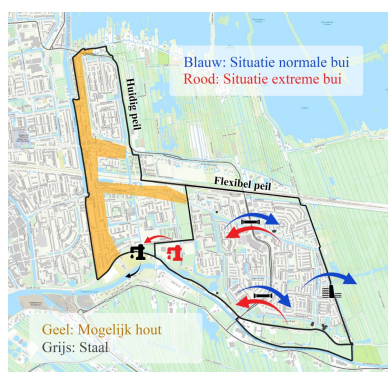 Blauw: Situatie normale bui
Rood: Situatie extreme bui
Huidig peil
Flexibel peil
Geel: Mogelijk hout
Grijs: Staal